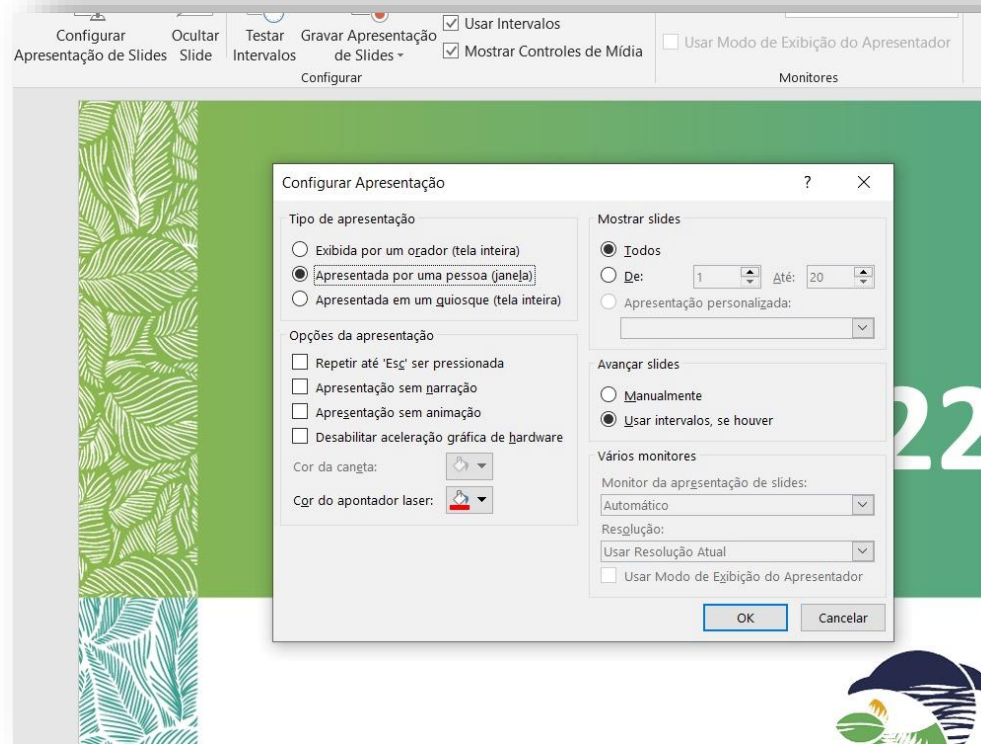 Configurar
Apresentação de Slides
Ocultar
Slide
Testar
Intervalos
Gravar Apresentação
de Slides
Usar Intervalos
Mostrar Controles de Mídia
Configurar
Usar Modo de Exibição do Apresentador
Monitores
Configurar Apresentação
?
Tipo de apresentação
Exibida por um orador (tela inteira)
Apresentada por uma pessoa (janela)
Apresentada em um quiosque (tela inteira)
Opções da apresentação
Repetir até 'Esc' ser pressionada
Apresentação sem narração
Apresentação sem animação
Desabilitar aceleração gráfica de hardware
Cor da caneta:
Cor do apontador laser:
Mostrar slides
Todos
De: 1 Até: 20
Apresentação personalizada:
Avançar slides
Manualmente
Usar intervalos, se houver
Vários monitores
Monitor da apresentação de slides:
Automático
Resolução:
Usar Resolução Atual
Usar Modo de Exibição do Apresentador
OK Cancelar
22